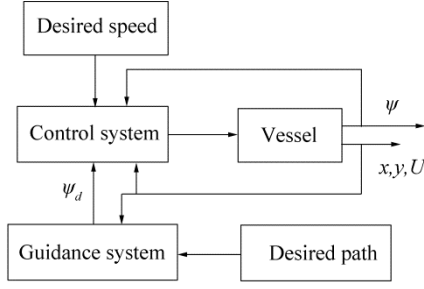 Desired speed
ψ
Control system
Vessel
x,y,U
ψd
Guidance system
Desired path